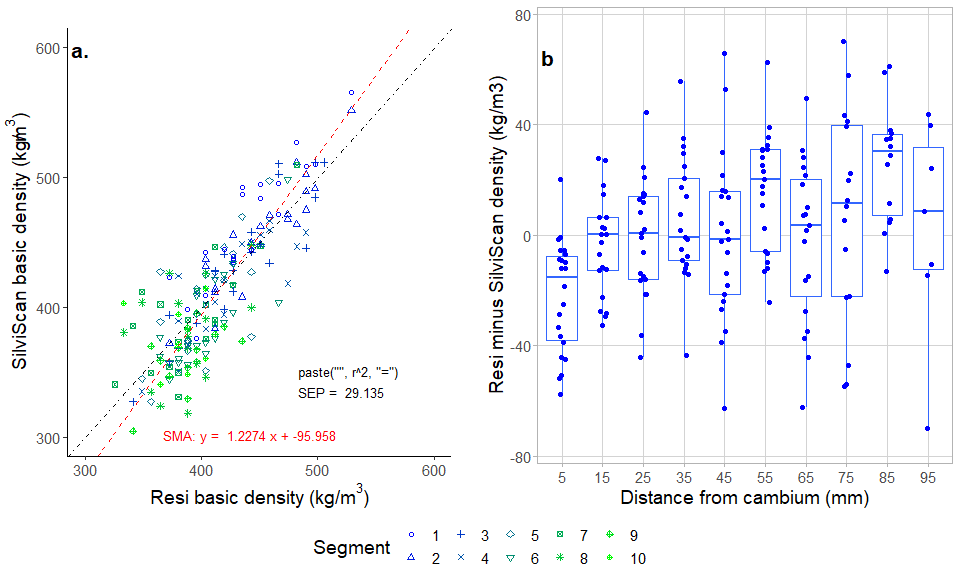 a.
SilviScan basic density (kg/m³)
600
500
400
300
paste("", r^2, "=")
SEP = 29.135
SMA: y = 1.2274 x + -95.958
300 400 500 600
Resi basic density (kg/m³)
b
Resi minus SilviScan density (kg/m3)
80
40
0
-40
-80
5 15 25 35 45 55 65 75 85 95
Distance from cambium (mm)
Segment
1 3 5 7 9
2 4 6 8 10